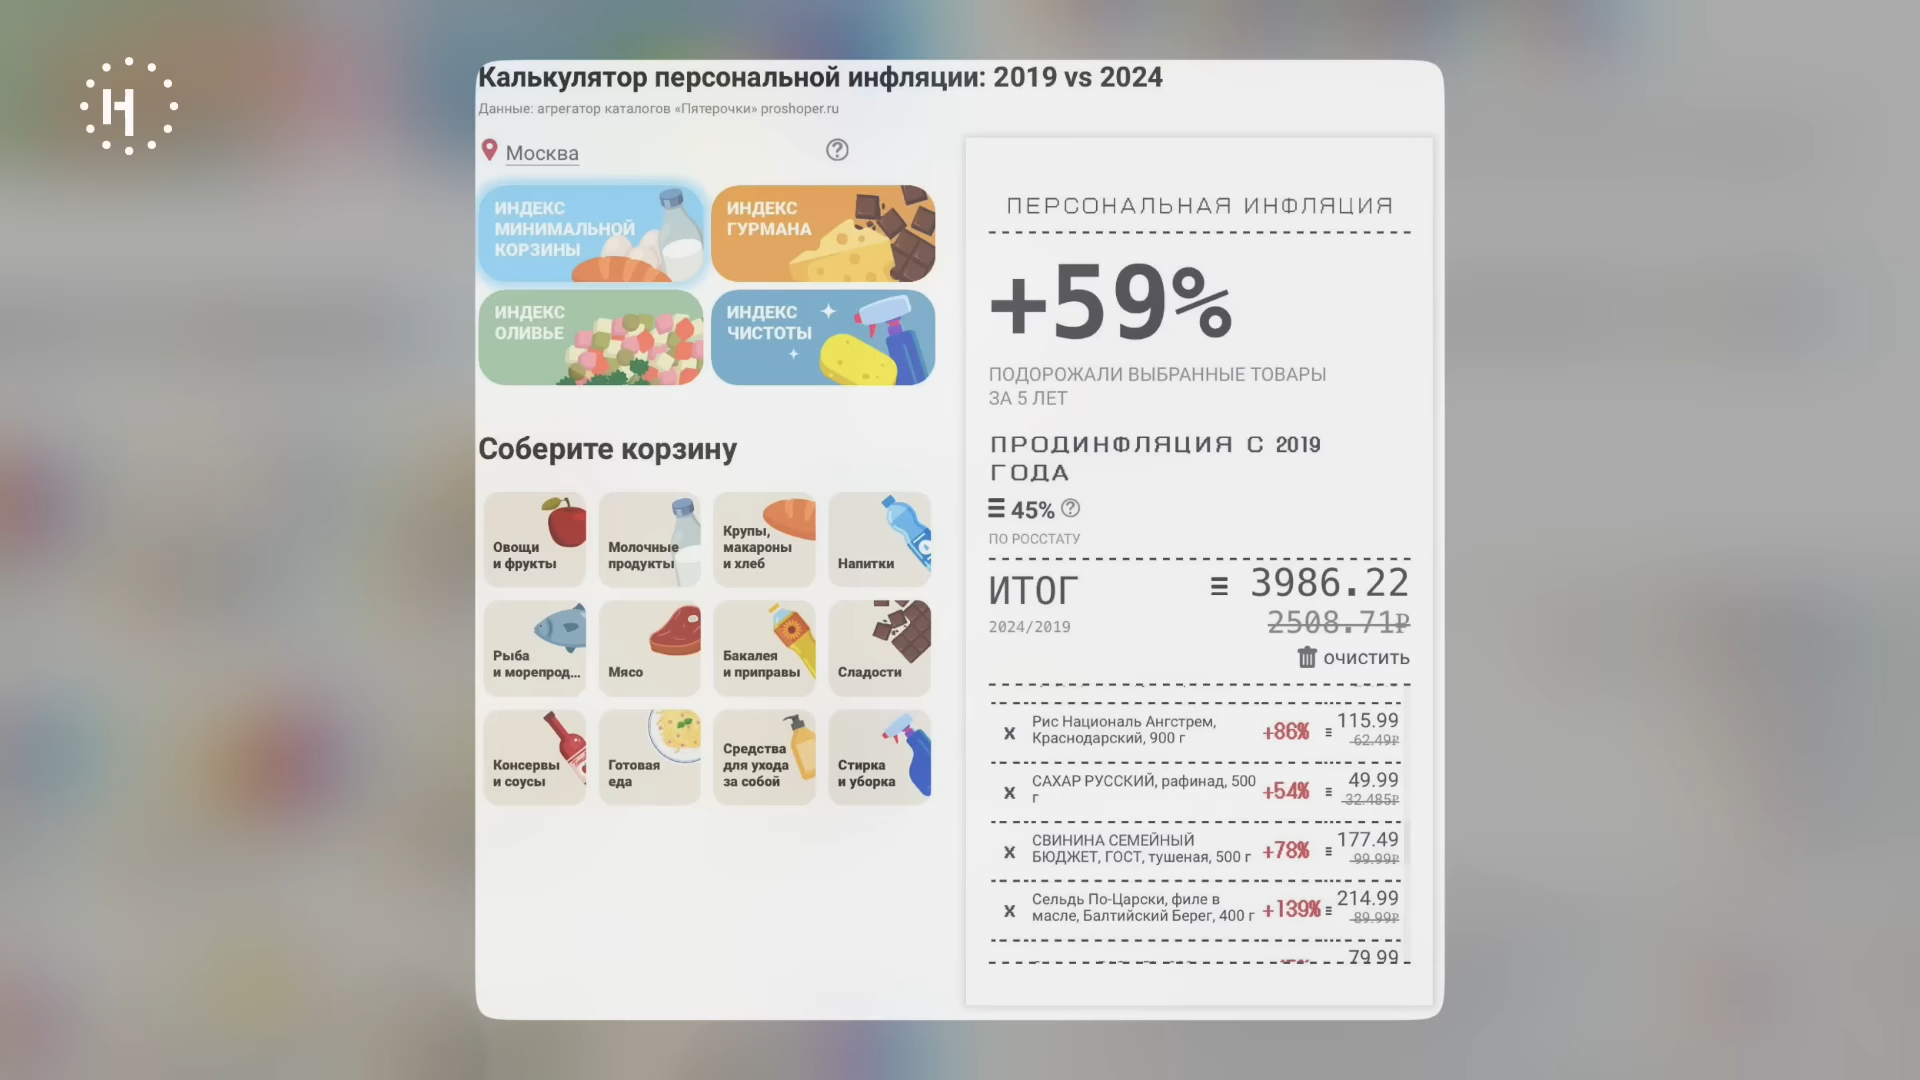 Калькулятор персональной инфляции: 2019 vs 2024
Данные: агрегатор каталогов «Пятерочки» proshoper.ru
Москва
?
ИНДЕКС
МИНИМАЛЬНОЙ
КОРЗИНЫ
ИНДЕКС
ГУРМАНА
ИНДЕКС
ОЛИВЬЕ
ИНДЕКС
ЧИСТОТЫ
Соберите корзину
Овощи
и фрукты
Молочные
продукты
Крупы,
макароны
и хлеб
Напитки
Рыба
и морепрод...
Мясо
Бакалея
и приправы
Сладости
Консервы
и соусы
Готовая
еда
Средства
для ухода
за собой
Стирка
и уборка
ПЕРСОНАЛЬНАЯ ИНФЛЯЦИЯ
+59%
ПОДОРОЖАЛИ ВЫБРАННЫЕ ТОВАРЫ
ЗА 5 ЛЕТ
ПРОДИНФЛЯЦИЯ С 2019
ГОДА
≡ 45% ?
ПО РОССТАТУ
ИТОГ ≡ 3986.22
2024/2019 2508.71₽
ОЧИСТИТЬ
x Рис Националь Ангстрем,
Краснодарский, 900 г +86% ≡ 115.99
62.49₽
x САХАР РУССКИЙ, рафинад, 500
г +54% ≡ 49.99
32.485₽
x СВИНИНА СЕМЕЙНЫЙ
БЮДЖЕТ, ГОСТ, тушеная, 500 г +78% ≡ 177.49
99.99₽
x Сельдь По-Царски, филе в
масле, Балтийский Берег, 400 г +139% ≡ 214.99
89.99₽
79.99